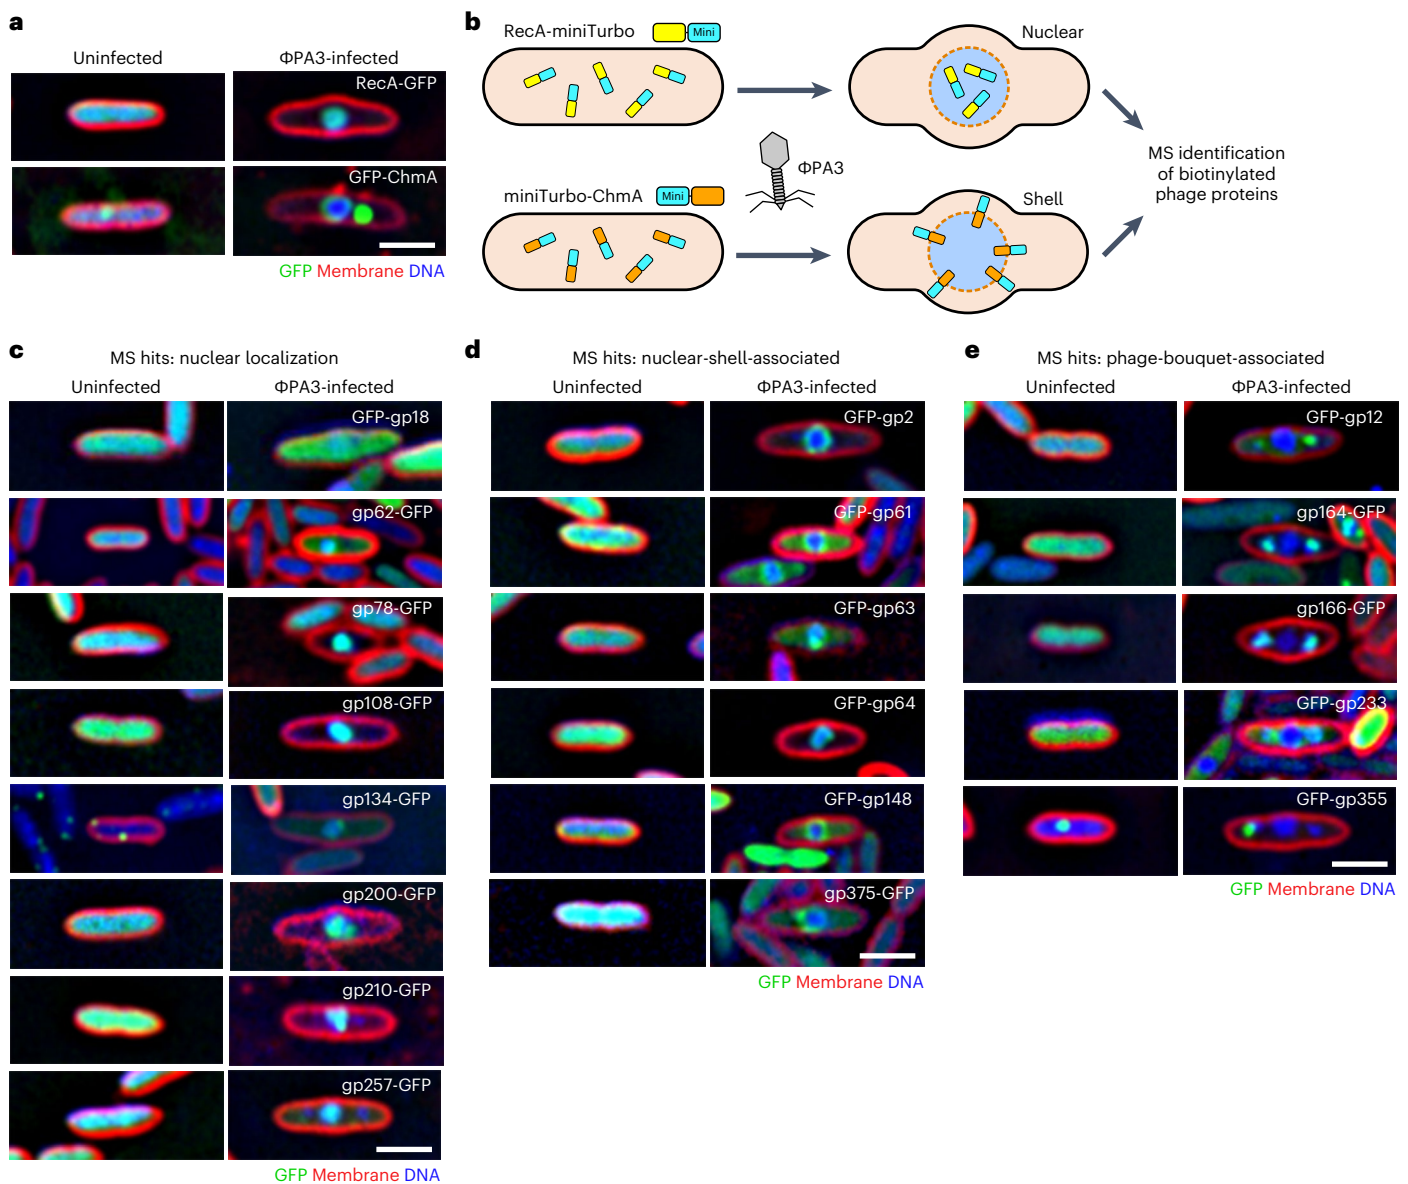 a
Uninfected
ΦPA3-infected
RecA-GFP
GFP-ChmA
GFP Membrane DNA
b
RecA-miniTurbo
Mini
Nuclear
ΦPA3
miniTurbo-ChmA
Mini
Shell
MS identification
of biotinylated
phage proteins
c
MS hits: nuclear localization
Uninfected
ΦPA3-infected
GFP-gp18
gp62-GFP
gp78-GFP
gp108-GFP
gp134-GFP
gp200-GFP
gp210-GFP
gp257-GFP
GFP Membrane DNA
d
MS hits: nuclear-shell-associated
Uninfected
ΦPA3-infected
GFP-gp2
GFP-gp61
GFP-gp63
GFP-gp64
GFP-gp148
gp375-GFP
GFP Membrane DNA
e
MS hits: phage-bouquet-associated
Uninfected
ΦPA3-infected
GFP-gp12
gp164-GFP
gp166-GFP
GFP-gp233
GFP-gp355
GFP Membrane DNA